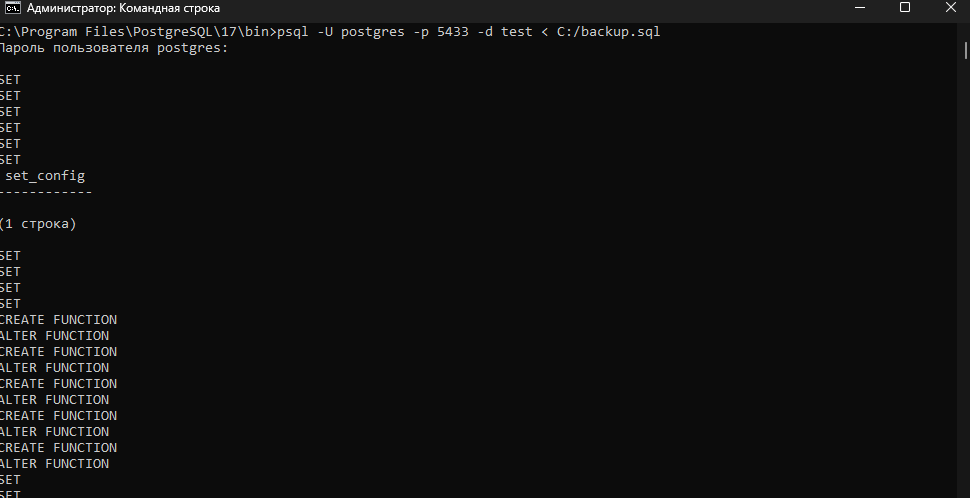 Администратор: Командная строка
C:\Program Files\PostgreSQL\17\bin>psql -U postgres -p 5433 -d test < C:/backup.sql
Пароль пользователя postgres:
SET
SET
SET
SET
SET
SET
set_config
------------
(1 строка)
SET
SET
SET
SET
CREATE FUNCTION
ALTER FUNCTION
CREATE FUNCTION
ALTER FUNCTION
CREATE FUNCTION
ALTER FUNCTION
CREATE FUNCTION
ALTER FUNCTION
CREATE FUNCTION
ALTER FUNCTION
SET
SET